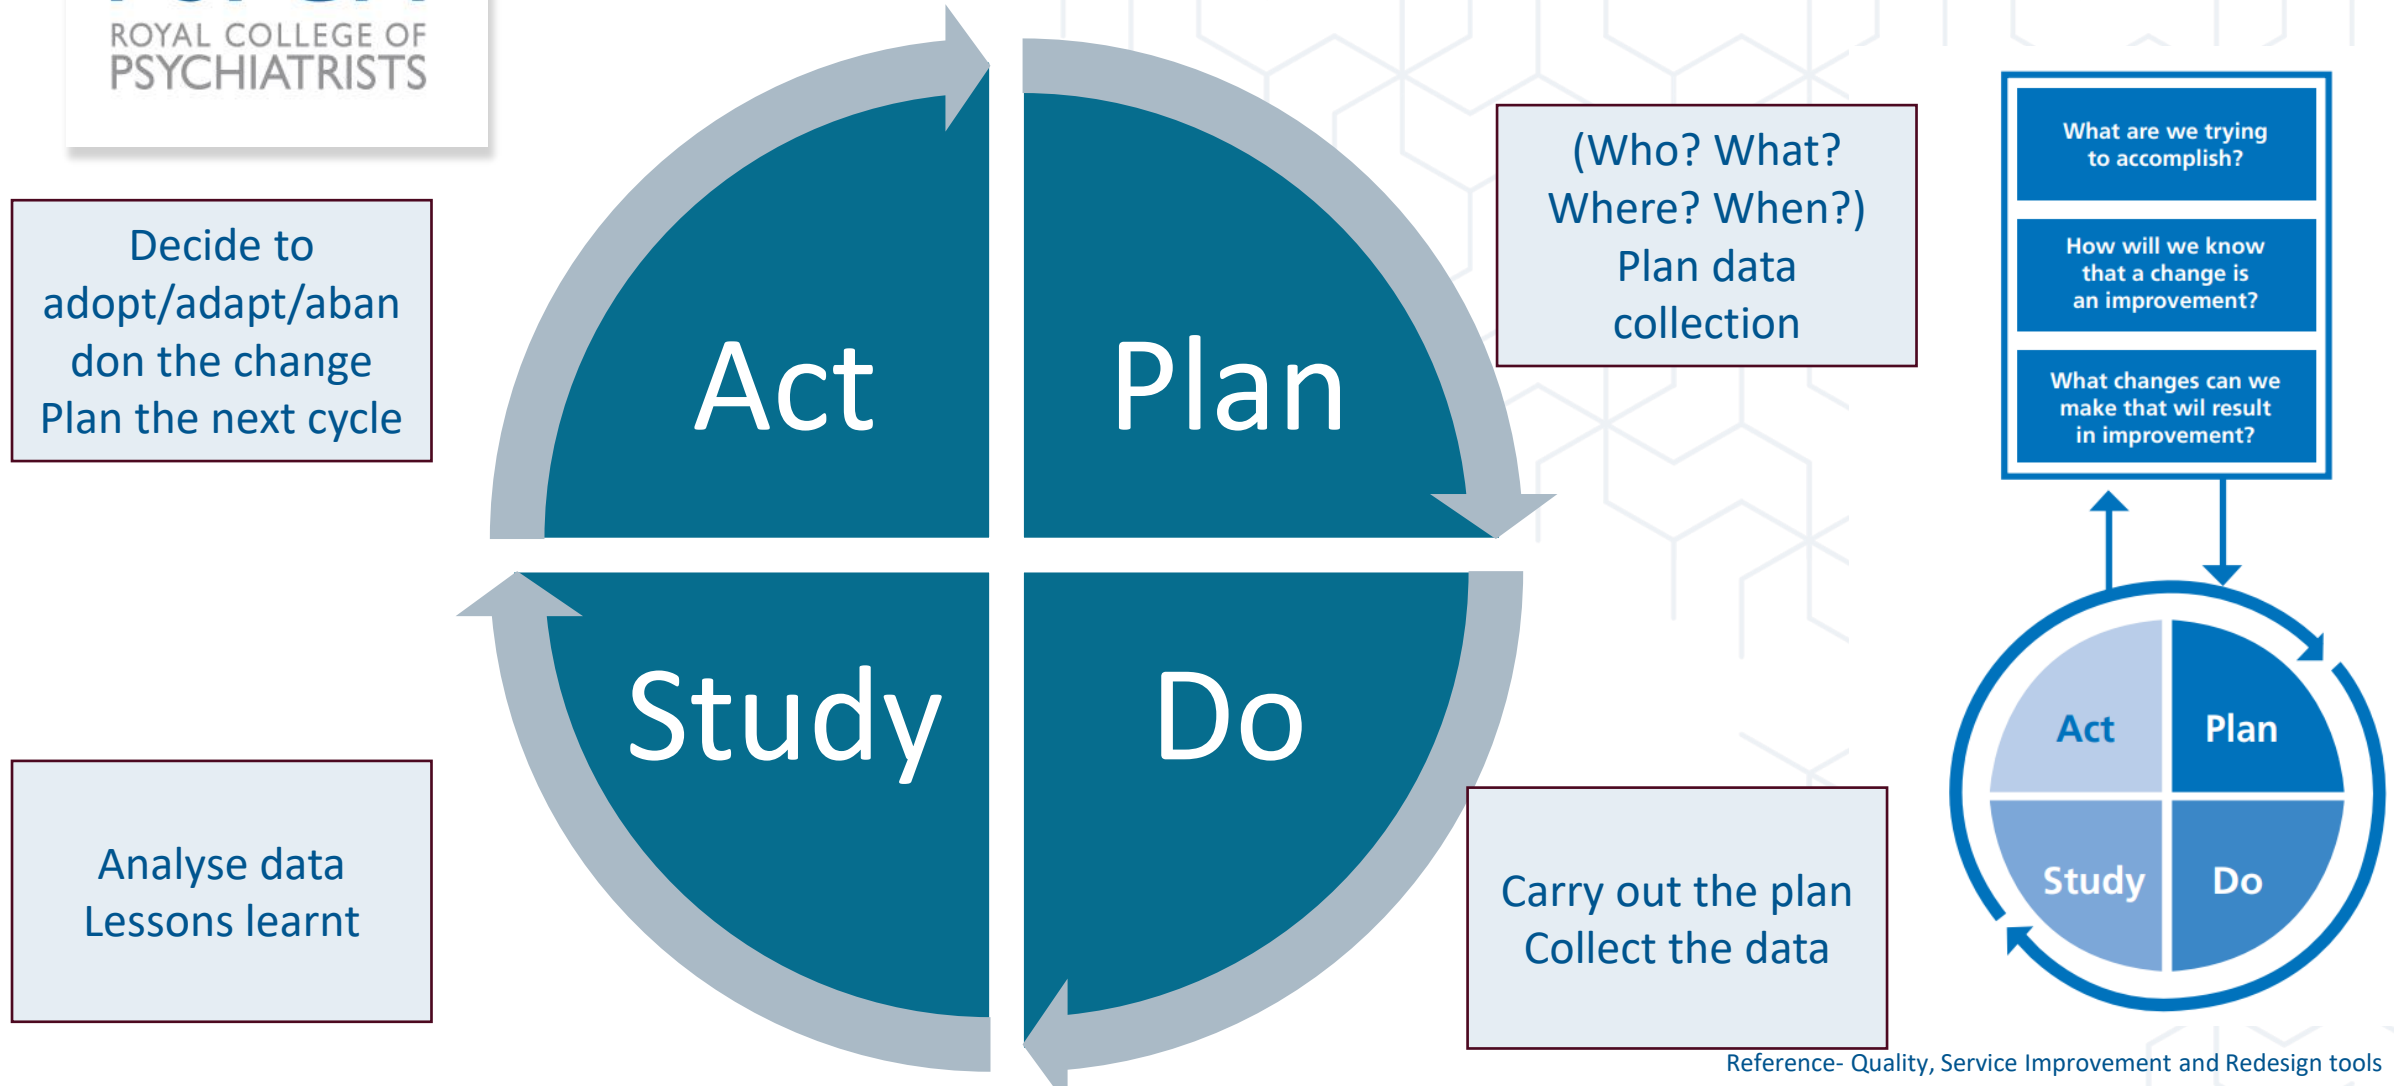 ROYAL COLLEGE OF
PSYCHIATRISTS
Decide to
adopt/adapt/aban
don the change
Plan the next cycle
Act
Plan
(Who? What?
Where? When?)
Plan data
collection
Study
Do
Analyse data
Lessons learnt
Carry out the plan
Collect the data
What are we trying
to accomplish?
How will we know
that a change is
an improvement?
What changes can we
make that wil result
in improvement?
Act
Plan
Study
Do
Reference- Quality, Service Improvement and Redesign tools